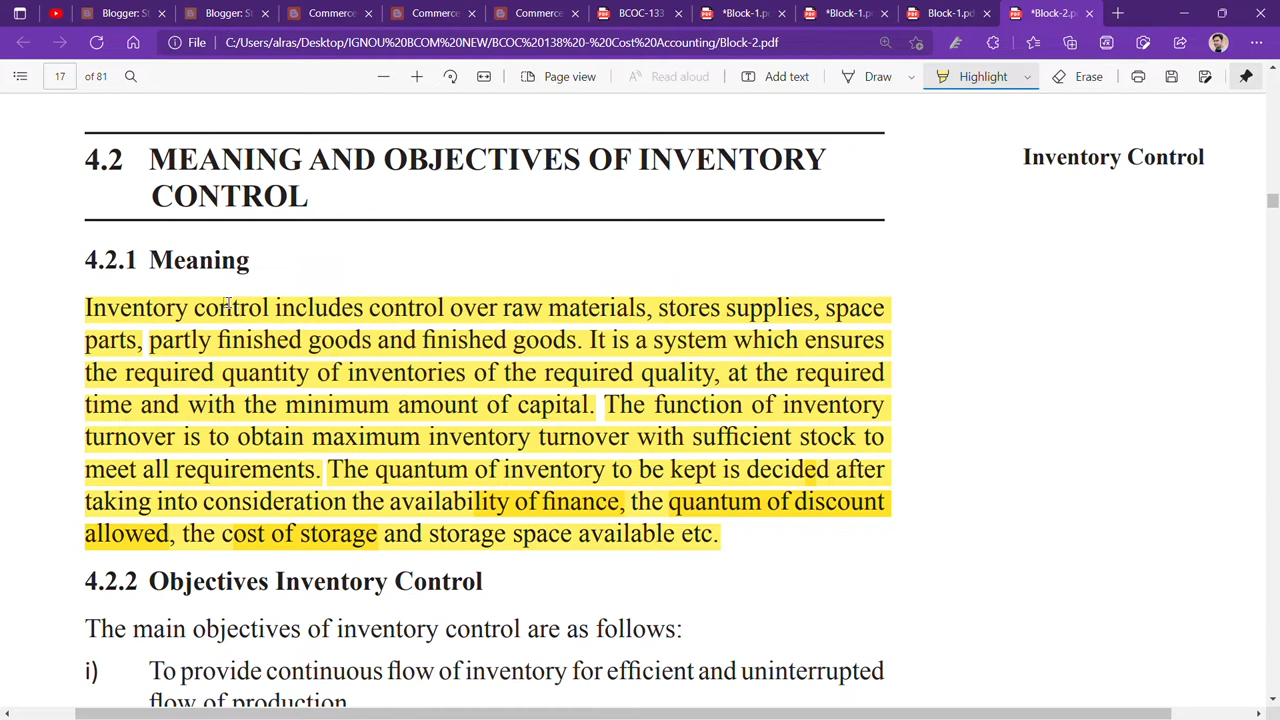 Blogger: S
Blogger: St
Commerce
Commerce
Commerce
BCOC-133
*Block-1.p
*Block-1.p
Block-1.pd
*Block-2.p
File
C:/Users/alras/Desktop/IGNOU%20BCOM%20NEW/BCOC%20138%20-%20Cost%20Accounting/Block-2.pdf
17 of 81
Page view
Read aloud
Add text
Draw
Highlight
Erase
4.2 MEANING AND OBJECTIVES OF INVENTORY
CONTROL
Inventory Control
4.2.1 Meaning
Inventory control includes control over raw materials, stores supplies, space
parts, partly finished goods and finished goods. It is a system which ensures
the required quantity of inventories of the required quality, at the required
time and with the minimum amount of capital. The function of inventory
turnover is to obtain maximum inventory turnover with sufficient stock to
meet all requirements. The quantum of inventory to be kept is decided after
taking into consideration the availability of finance, the quantum of discount
allowed, the cost of storage and storage space available etc.
4.2.2 Objectives Inventory Control
The main objectives of inventory control are as follows:
i) To provide continuous flow of inventory for efficient and uninterrupted
flow of production.